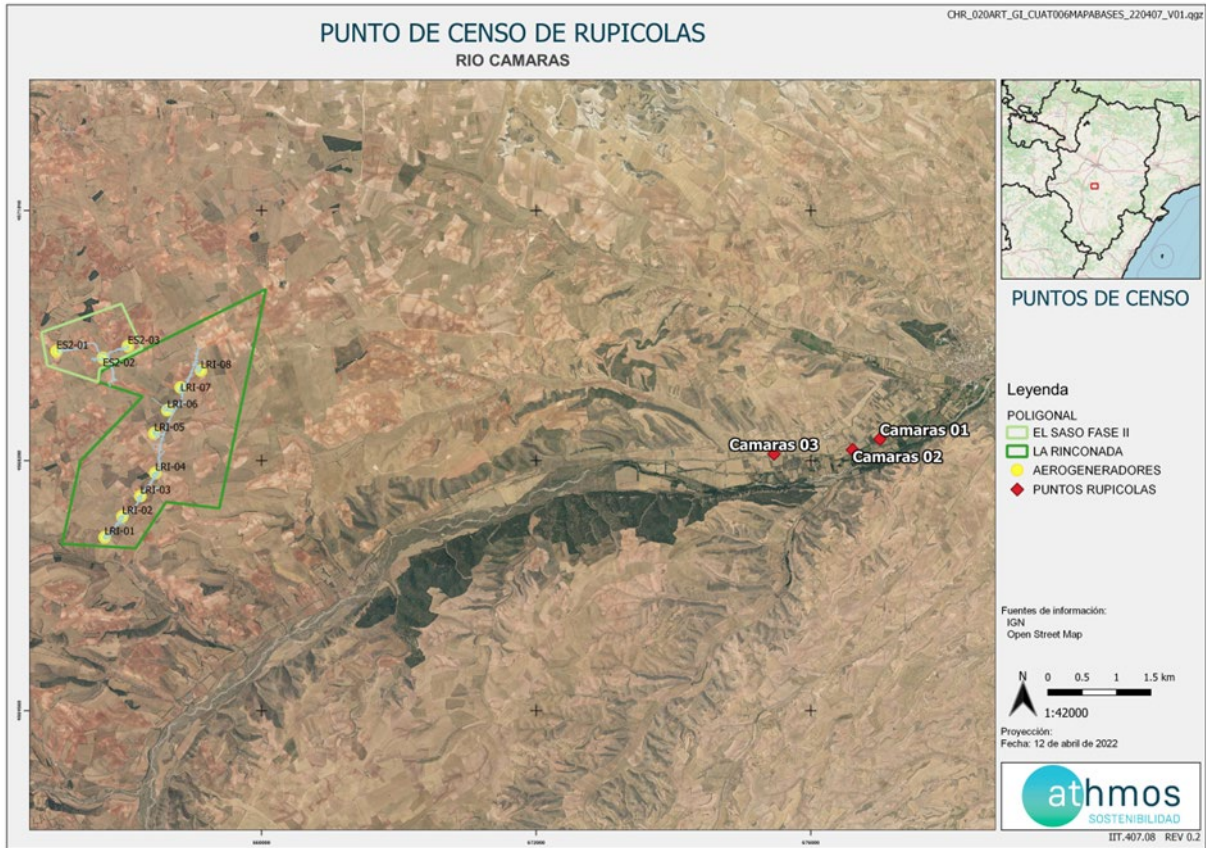 CHR_020ART_GI_CUAT006MAPABASES_220407_V01.qgz
PUNTO DE CENSO DE RUPICOLAS
RIO CAMARAS
ES2-01
ES2-03
ES2-02
LRI-08
LRI-07
LRI-06
LRI-05
LRI-04
LRI-03
LRI-02
LRI-01
Camaras 03
Camaras 01
Camaras 02
PUNTOS DE CENSO
Leyenda
POLIGONAL
EL SASO FASE II
LA RINCONADA
AEROGENERADORES
PUNTOS RUPICOLAS
Fuentes de información:
IGN
Open Street Map
N
0 0.5 1 1.5 km
1:42000
Proyección:
Fecha: 12 de abril de 2022
athmos
SOSTENIBILIDAD
IIT.407.08 REV 0.2